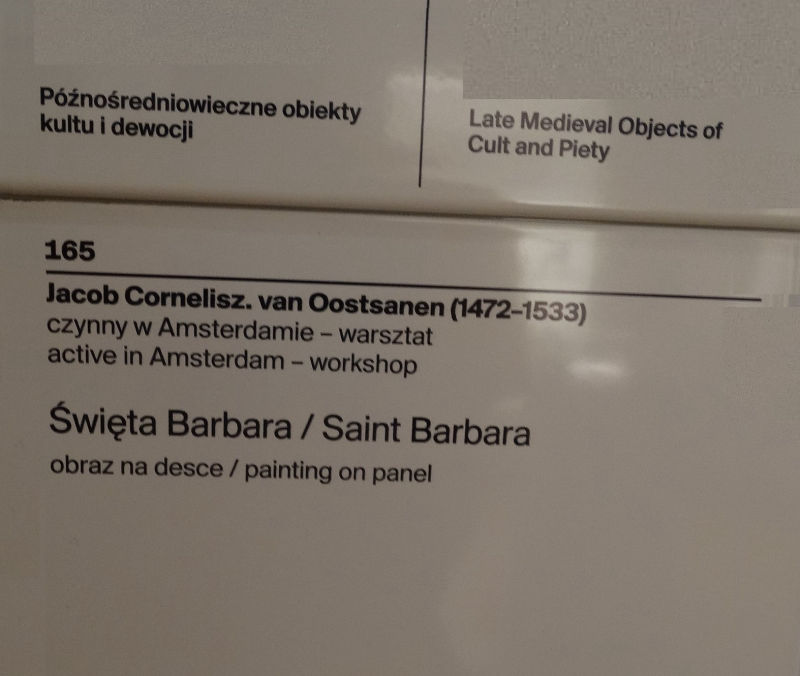 Późnośredniowieczne obiekty
kultu i dewocji
Late Medieval Objects of
Cult and Piety
165
Jacob Cornelisz. van Oostsanen (1472–1533)
czynny w Amsterdamie – warsztat
active in Amsterdam – workshop
Święta Barbara / Saint Barbara
obraz na desce / painting on panel